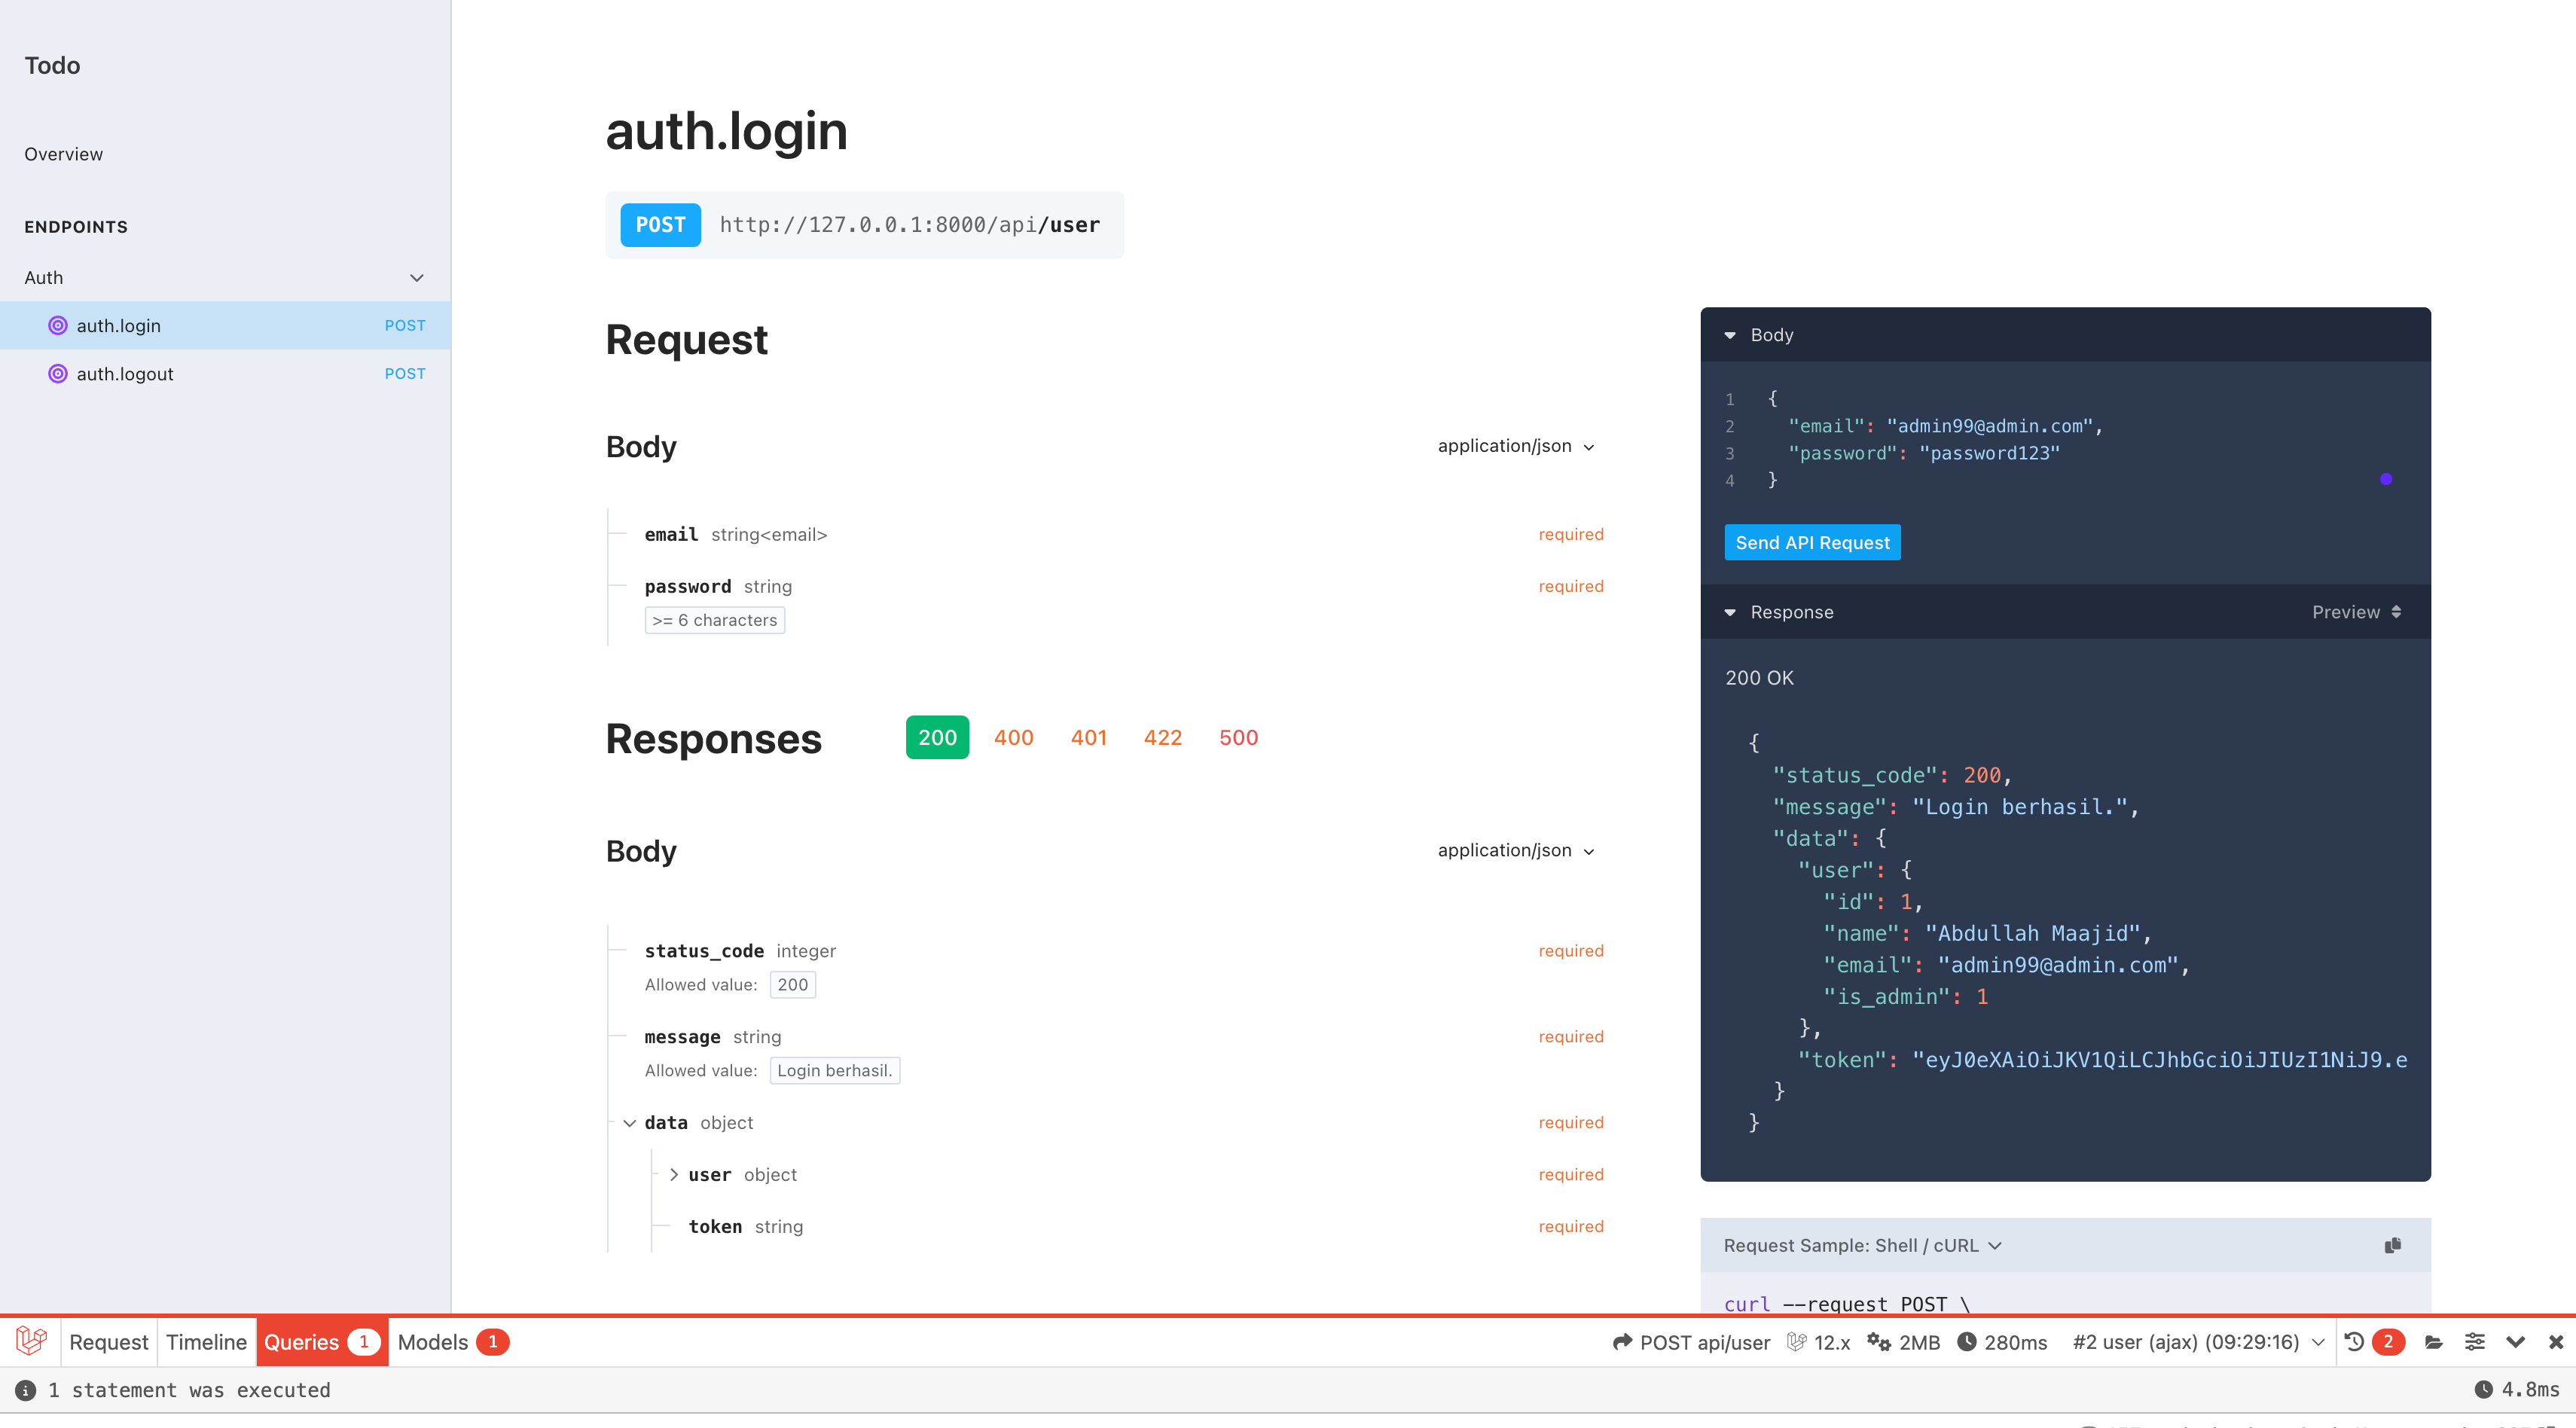 Todo
Overview
ENDPOINTS
Auth
auth.login POST
auth.logout POST
auth.login
POST http://127.0.0.1:8000/api/user
Request
Body application/json
email string<email> required
password string required
>= 6 characters
Responses 200 400 401 422 500
Body application/json
status_code integer required
Allowed value: 200
message string required
Allowed value: Login berhasil.
data object required
user object required
token string required
Body
1 {
2 "email": "admin99@admin.com",
3 "password": "password123"
4 }
Send API Request
Response Preview
200 OK
{
"status_code": 200,
"message": "Login berhasil.",
"data": {
"user": {
"id": 1,
"name": "Abdullah Maajid",
"email": "admin99@admin.com",
"is_admin": 1
},
"token": "eyJ0eXAiOiJKV1QiLCJhbGciOiJIUzI1NiJ9.e
}
}
Request Sample: Shell / cURL
curl --request POST \
Request Timeline Queries 1 Models 1 POST api/user 12.x 2MB 280ms #2 user (ajax) (09:29:16) 2
1 statement was executed 4.8ms